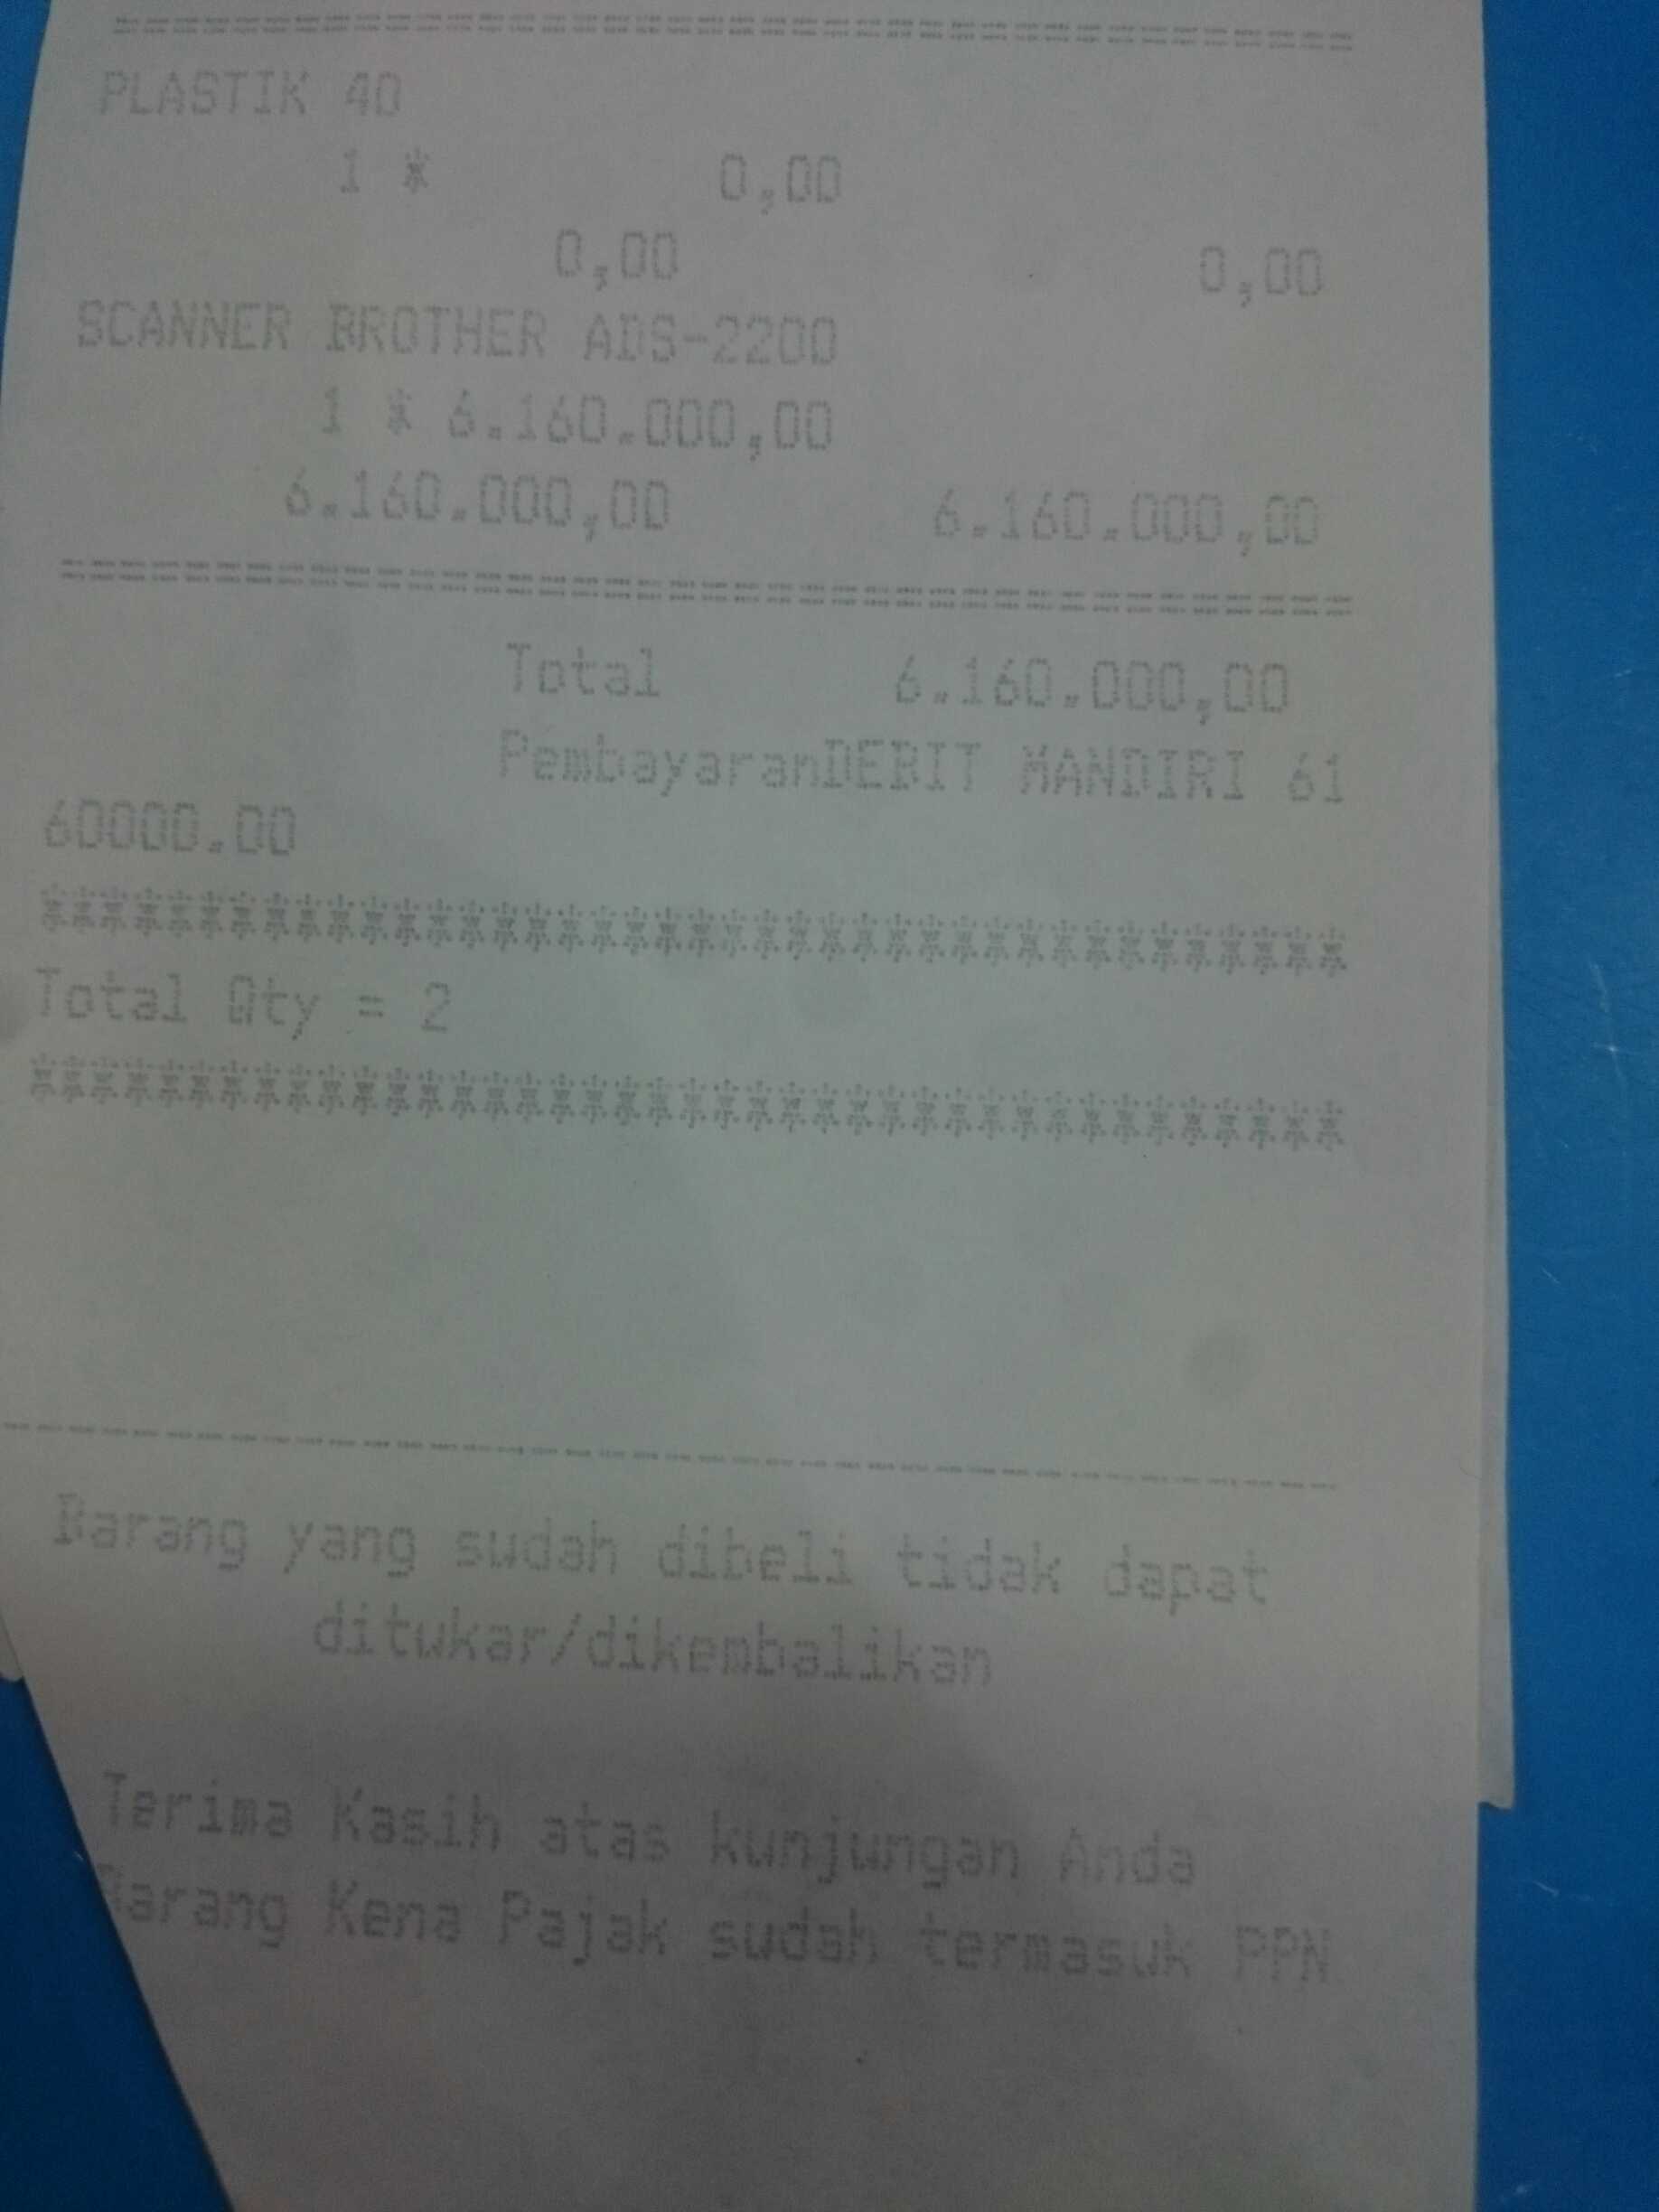 ================================
PLASTIK 40
1 * 0,00
0,00 0,00
SCANNER BROTHER ADS-2200
1 * 6.160.000,00
6.160.000,00 6.160.000,00
========================================
Total 6.160.000,00
PembayaranDEBIT MANDIRI 61
60000.00
****************************************
Total Qty = 2
****************************************
----------------------------------------
Barang yang sudah dibeli tidak dapat
ditukar/dikembalikan
Terima Kasih atas kunjungan Anda
Barang Kena Pajak sudah termasuk PPN